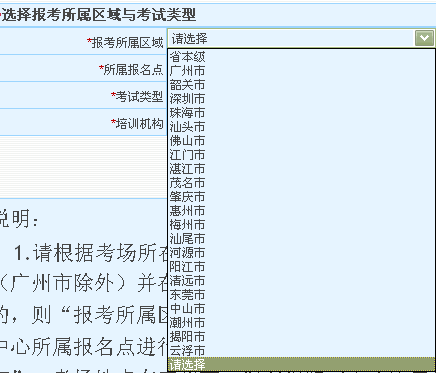 *选择报考所属区域与考试类型
*报考所属区域 请选择
*所属报名点
*考试类型
*培训机构
省本级
广州市
韶关市
深圳市
珠海市
汕头市
佛山市
江门市
湛江市
茂名市
肇庆市
惠州市
梅州市
汕尾市
河源市
阳江市
清远市
东莞市
中山市
潮州市
揭阳市
云浮市
请选择
说明：
1.请根据考场所在
（广州市除外）并在
的，则“报考所属区
中心所属报名点进行